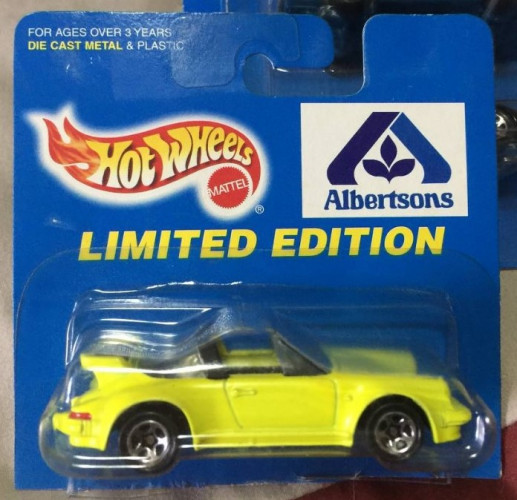 FOR AGES OVER 3 YEARS
DIE CAST METAL & PLASTIC
HOT WHEELS
MATTEL
®
Albertsons
LIMITED EDITION